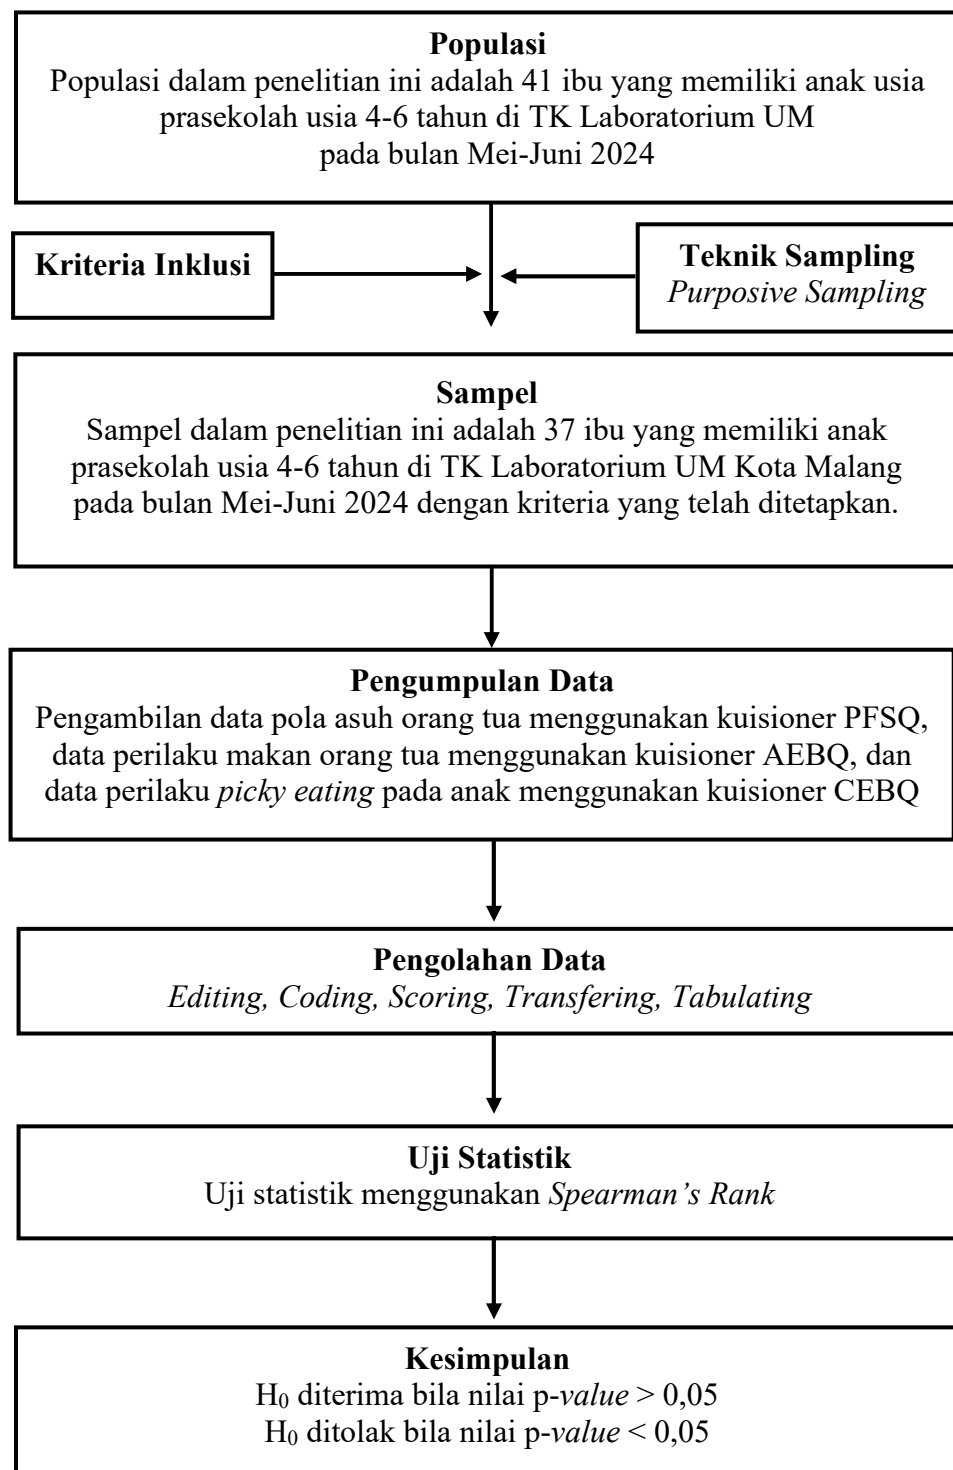 Populasi
Populasi dalam penelitian ini adalah 41 ibu yang memiliki anak usia
prasekolah usia 4-6 tahun di TK Laboratorium UM
pada bulan Mei-Juni 2024
Kriteria Inklusi
Teknik Sampling
Purposive Sampling
Sampel
Sampel dalam penelitian ini adalah 37 ibu yang memiliki anak
prasekolah usia 4-6 tahun di TK Laboratorium UM Kota Malang
pada bulan Mei-Juni 2024 dengan kriteria yang telah ditetapkan.
Pengumpulan Data
Pengambilan data pola asuh orang tua menggunakan kuisioner PFSQ,
data perilaku makan orang tua menggunakan kuisioner AEBQ, dan
data perilaku picky eating pada anak menggunakan kuisioner CEBQ
Pengolahan Data
Editing, Coding, Scoring, Transfering, Tabulating
Uji Statistik
Uji statistik menggunakan Spearman’s Rank
Kesimpulan
H₀ diterima bila nilai p-value > 0,05
H₀ ditolak bila nilai p-value < 0,05